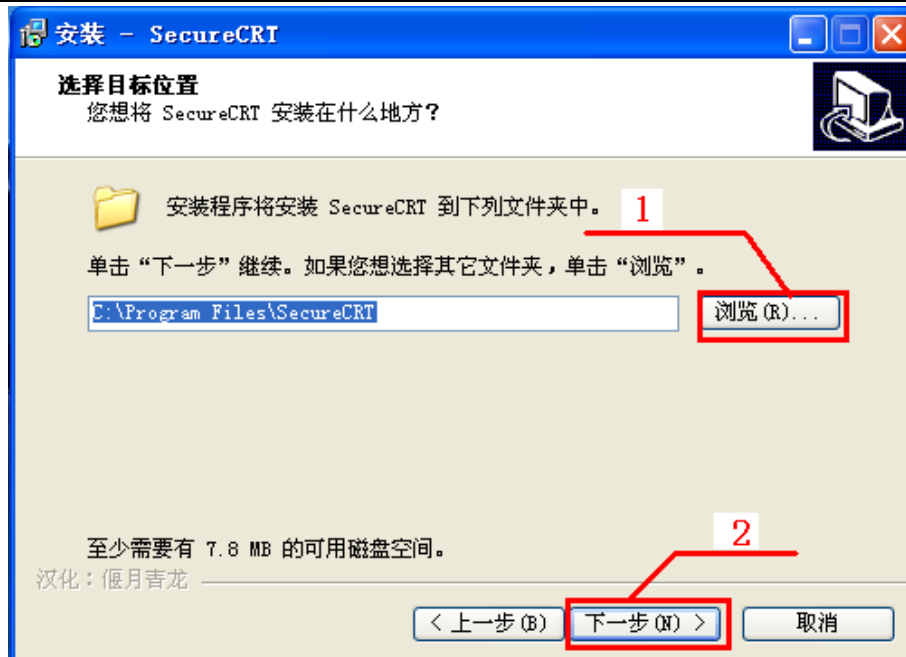 安装 - SecureCRT
选择目标位置
您想将 SecureCRT 安装在什么地方?
安装程序将安装 SecureCRT 到下列文件夹中。
1
单击“下一步”继续。如果您想选择其它文件夹,单击“浏览”。
C:\Program Files\SecureCRT
浏览(R)...
至少需要有 7.8 MB 的可用磁盘空间。
2
汉化:偃月青龙
< 上一步(B)
下一步(N) >
取消